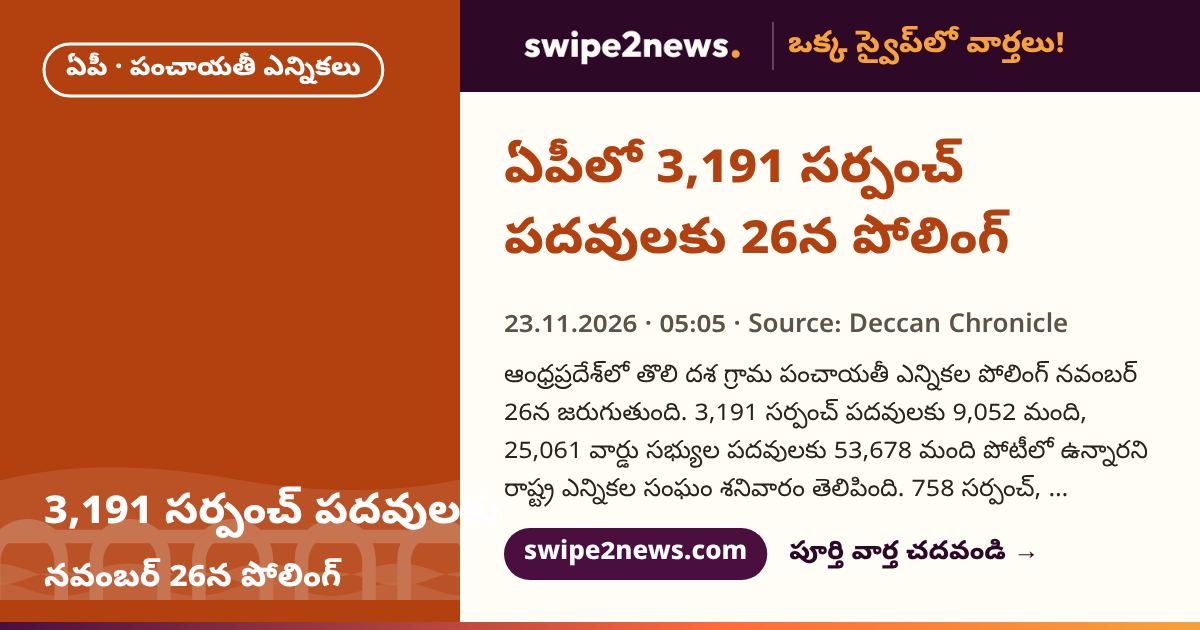 ఏపీ · పంచాయతీ ఎన్నికలు
3,191 సర్పంచ్ పదవులకు
నవంబర్ 26న పోలింగ్
swipe2news.
ఒక్క స్వైప్‌లో వార్తలు!
ఏపీలో 3,191 సర్పంచ్
పదవులకు 26న పోలింగ్
23.11.2026 · 05:05 · Source: Deccan Chronicle
ఆంధ్రప్రదేశ్‌లో తొలి దశ గ్రామ పంచాయతీ ఎన్నికల పోలింగ్ నవంబర్
26న జరుగుతుంది. 3,191 సర్పంచ్ పదవులకు 9,052 మంది,
25,061 వార్డు సభ్యుల పదవులకు 53,678 మంది పోటీలో ఉన్నారని
రాష్ట్ర ఎన్నికల సంఘం శనివారం తెలిపింది. 758 సర్పంచ్, ...
swipe2news.com
పూర్తి వార్త చదవండి →